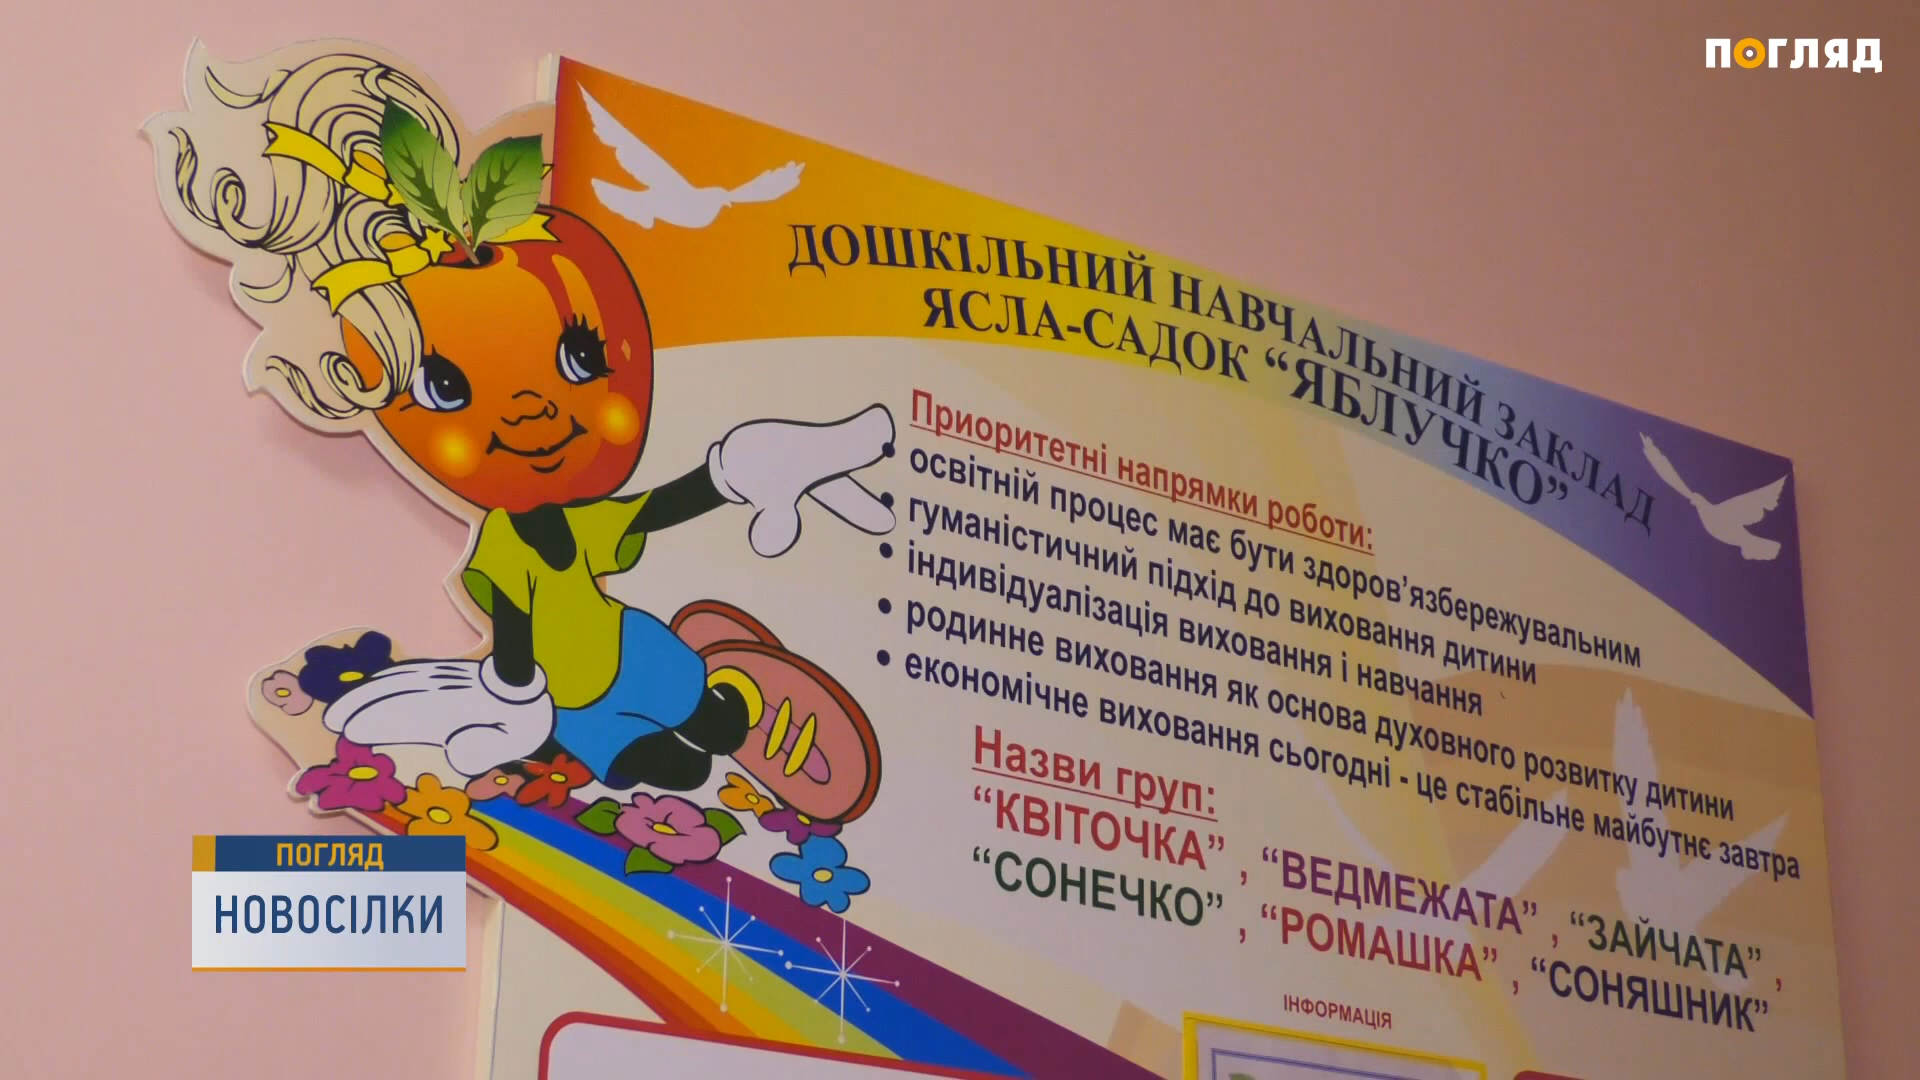 ПОГЛЯД
ДОШКІЛЬНИЙ НАВЧАЛЬНИЙ ЗАКЛАД
ЯСЛА-САДОК “ЯБЛУЧКО”
Приоритетні напрямки роботи:
• освітній процес має бути здоров’язбережувальним
• гуманістичний підхід до виховання дитини
• індивідуалізація виховання і навчання
• родинне виховання як основа духовного розвитку дитини
• економічне виховання сьогодні - це стабільне майбутнє завтра
Назви груп:
“КВІТОЧКА” , “ВЕДМЕЖАТА” , “ЗАЙЧАТА” ,
“СОНЕЧКО” , “РОМАШКА” , “СОНЯШНИК”
ІНФОРМАЦІЯ
ПОГЛЯД
НОВОСІЛКИ